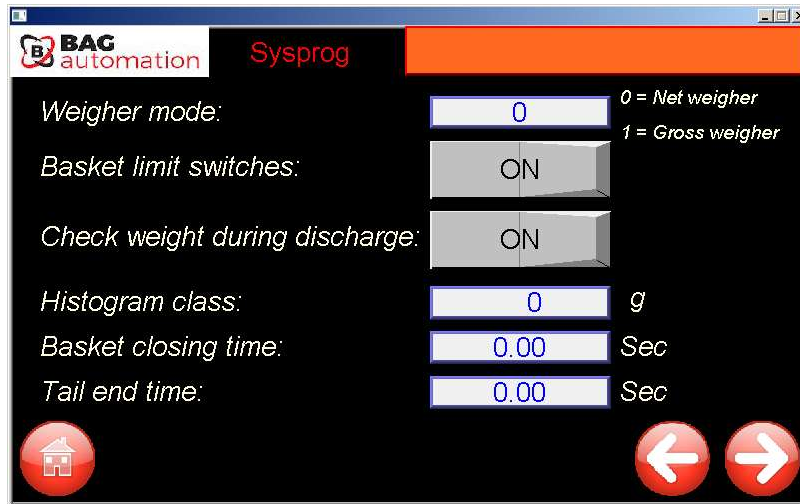 BAG
automation
Sysprog
Weigher mode: 0 0 = Net weigher
1 = Gross weigher
Basket limit switches: ON
Check weight during discharge: ON
Histogram class: 0 g
Basket closing time: 0.00 Sec
Tail end time: 0.00 Sec